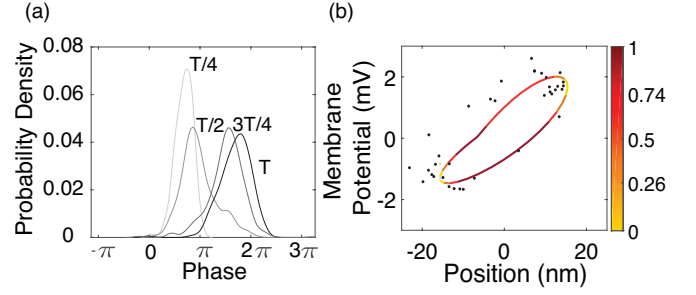 (a)
(b)
0.08
0.06
0.04
0.02
0
Probability Density
T/4
T/2
3T/4
T
-π
0
π
2π
3π
Phase
2
0
-2
Membrane
Potential (mV)
-20
0
20
Position (nm)
1
0.74
0.5
0.26
0